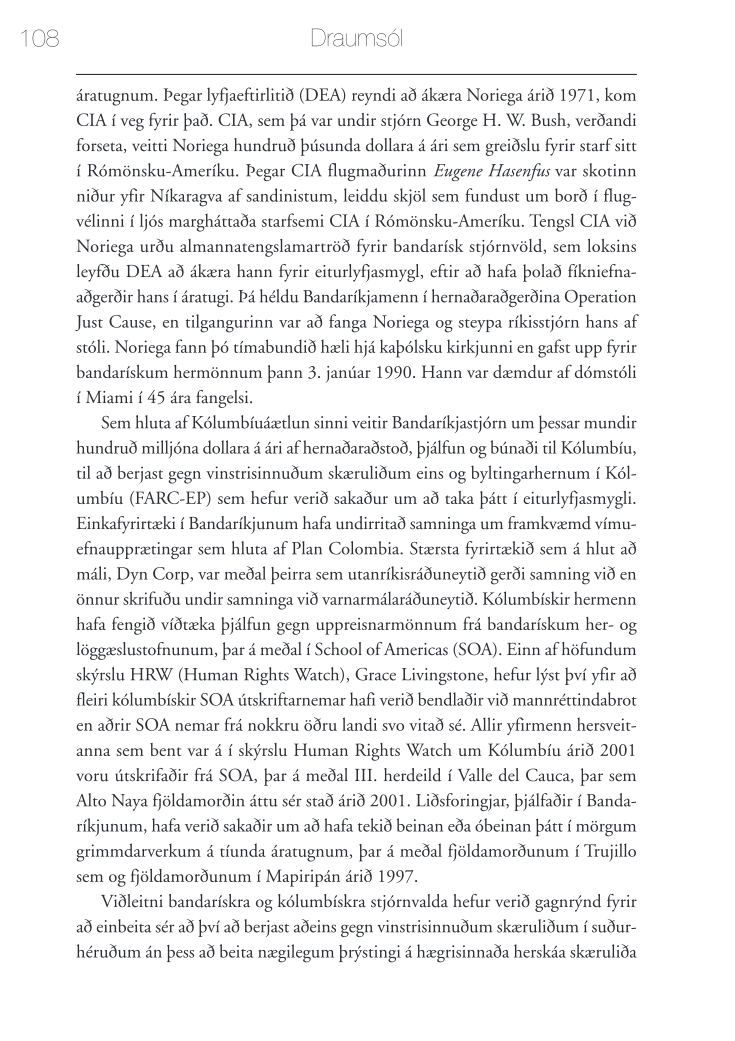 108
Draumsól
áratugnum. Þegar lyfjaeftirlitið (DEA) reyndi að ákæra Noriega árið 1971, kom
CIA í veg fyrir það. CIA, sem þá var undir stjórn George H. W. Bush, verðandi
forseta, veitti Noriega hundruð þúsunda dollara á ári sem greiðslu fyrir starf sitt
í Rómönsku-Ameríku. Þegar CIA flugmaðurinn Eugene Hasenfus var skotinn
niður yfir Níkaragva af sandinistum, leiddu skjöl sem fundust um borð í flug-
vélinni í ljós margháttaða starfsemi CIA í Rómönsku-Ameríku. Tengsl CIA við
Noriega urðu almannatengslamartröð fyrir bandarísk stjórnvöld, sem loksins
leyfðu DEA að ákæra hann fyrir eiturlyfjasmygl, eftir að hafa þolað fíkniefna-
aðgerðir hans í áratugi. Þá héldu Bandaríkjamenn í hernaðaraðgerðina Operation
Just Cause, en tilgangurinn var að fanga Noriega og steypa ríkisstjórn hans af
stóli. Noriega fann þó tímabundið hæli hjá kaþólsku kirkjunni en gafst upp fyrir
bandarískum hermönnum þann 3. janúar 1990. Hann var dæmdur af dómstóli
í Miami í 45 ára fangelsi.
Sem hluta af Kólumbíuáætlun sinni veitir Bandaríkjastjórn um þessar mundir
hundruð milljóna dollara á ári af hernaðaraðstoð, þjálfun og búnaði til Kólumbíu,
til að berjast gegn vinstrisinnuðum skæruliðum eins og byltingarhernum í Kól-
umbíu (FARC-EP) sem hefur verið sakaður um að taka þátt í eiturlyfjasmygli.
Einkafyrirtæki í Bandaríkjunum hafa undirritað samninga um framkvæmd vímu-
efnaupprætingar sem hluta af Plan Colombia. Stærsta fyrirtækið sem á hlut að
máli, Dyn Corp, var meðal þeirra sem utanríkisráðuneytið gerði samning við en
önnur skrifuðu undir samninga við varnarmálaráðuneytið. Kólumbískir hermenn
hafa fengið víðtæka þjálfun gegn uppreisnarmönnum frá bandarískum her- og
löggæslustofnunum, þar á meðal í School of Americas (SOA). Einn af höfundum
skýrslu HRW (Human Rights Watch), Grace Livingstone, hefur lýst því yfir að
fleiri kólumbískir SOA útskriftarnemar hafi verið bendlaðir við mannréttindabrot
en aðrir SOA nemar frá nokkru öðru landi svo vitað sé. Allir yfirmenn hersveit-
anna sem bent var á í skýrslu Human Rights Watch um Kólumbíu árið 2001
voru útskrifaðir frá SOA, þar á meðal III. herdeild í Valle del Cauca, þar sem
Alto Naya fjöldamorðin áttu sér stað árið 2001. Liðsforingjar, þjálfaðir í Banda-
ríkjunum, hafa verið sakaðir um að hafa tekið beinan eða óbeinan þátt í mörgum
grimmdarverkum á tíunda áratugnum, þar á meðal fjöldamorðunum í Trujillo
sem og fjöldamorðunum í Mapiripán árið 1997.
Viðleitni bandarískra og kólumbískra stjórnvalda hefur verið gagnrýnd fyrir
að einbeita sér að því að berjast aðeins gegn vinstrisinnuðum skæruliðum í suður-
héruðum án þess að beita nægilegum þrýstingi á hægrisinnaða herskáa skæruliða